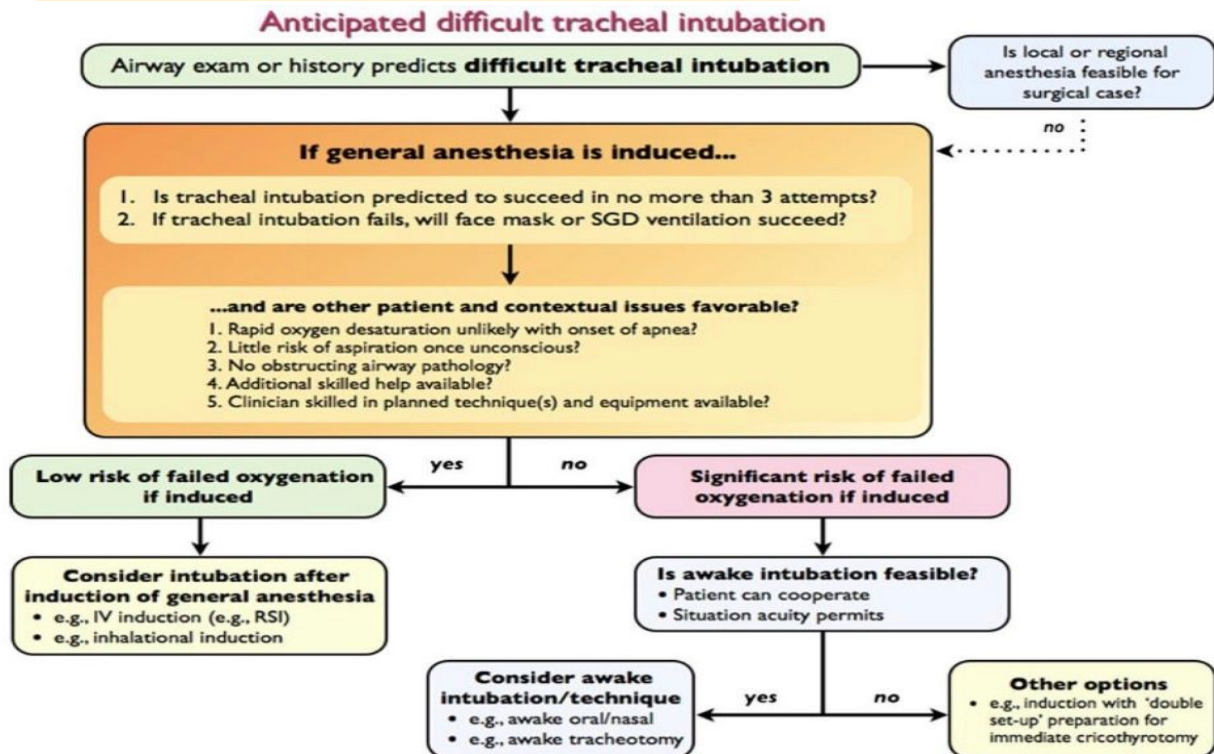 Anticipated difficult tracheal intubation
Airway exam or history predicts difficult tracheal intubation
Is local or regional
anesthesia feasible for
surgical case?
no
If general anesthesia is induced...
1. Is tracheal intubation predicted to succeed in no more than 3 attempts?
2. If tracheal intubation fails, will face mask or SGD ventilation succeed?
...and are other patient and contextual issues favorable?
1. Rapid oxygen desaturation unlikely with onset of apnea?
2. Little risk of aspiration once unconscious?
3. No obstructing airway pathology?
4. Additional skilled help available?
5. Clinician skilled in planned technique(s) and equipment available?
yes
no
Low risk of failed oxygenation
if induced
Significant risk of failed
oxygenation if induced
Consider intubation after
induction of general anesthesia
• e.g., IV induction (e.g., RSI)
• e.g., inhalational induction
Is awake intubation feasible?
• Patient can cooperate
• Situation acuity permits
yes
no
Consider awake
intubation/technique
• e.g., awake oral/nasal
• e.g., awake tracheotomy
Other options
• e.g., induction with 'double
set-up' preparation for
immediate cricothyrotomy